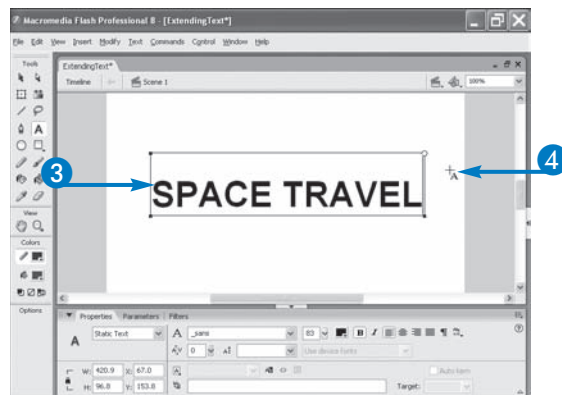 Macromedia Flash Professional 8 - [ExtendingText*]
File Edit View Insert Modify Text Commands Control Window Help
Tools
ExtendingText*
Timeline
Scene 1
100%
A
3
4
SPACE TRAVEL
A
View
Colors
Options
Properties Parameters Filters
A
Static Text
A
_sans
83
B I
A/V
0
Use device fonts
W: 420.9 X: 67.0
Auto kern
H: 96.8 Y: 153.8
Target: